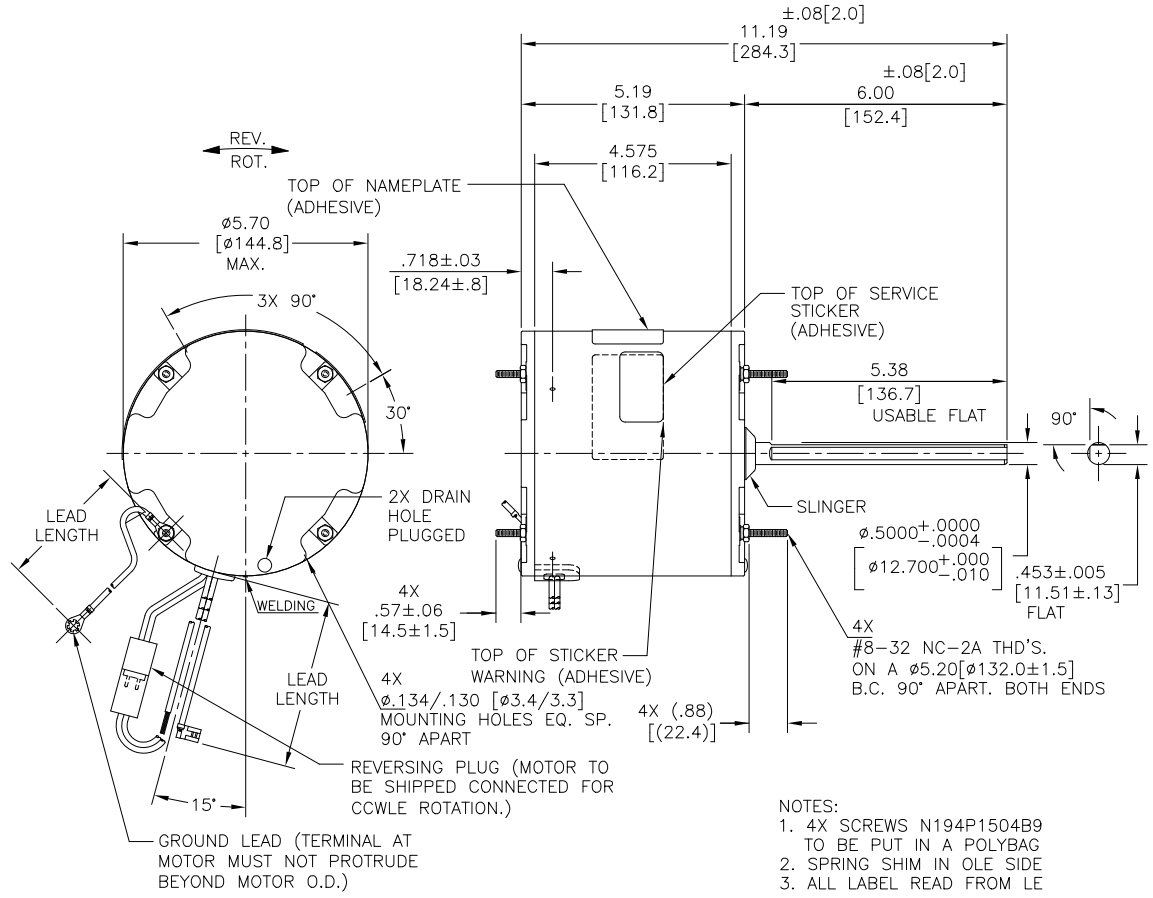 ±.08[2.0]
11.19
[284.3]
±.08[2.0]
5.19
[131.8]
6.00
[152.4]
REV.
ROT.
4.575
[116.2]
TOP OF NAMEPLATE
(ADHESIVE)
ø5.70
[ø144.8]
MAX.
.718±.03
[18.24±.8]
3X 90°
TOP OF SERVICE
STICKER
(ADHESIVE)
5.38
[136.7]
USABLE FLAT
30°
90°
LEAD
LENGTH
2X DRAIN
HOLE
PLUGGED
SLINGER
ø.5000+.0000
-.0004
[ø12.700+.000
-.010]
.453±.005
[11.51±.13]
FLAT
WELDING
4X
.57±.06
[14.5±1.5]
4X
#8-32 NC-2A THD'S.
ON A ø5.20[ø132.0±1.5]
B.C. 90° APART. BOTH ENDS
TOP OF STICKER
WARNING (ADHESIVE)
LEAD
LENGTH
4X
ø.134/.130 [ø3.4/3.3]
MOUNTING HOLES EQ. SP.
90° APART
4X (.88)
[(22.4)]
REVERSING PLUG (MOTOR TO
BE SHIPPED CONNECTED FOR
CCWLE ROTATION.)
15°
GROUND LEAD (TERMINAL AT
MOTOR MUST NOT PROTRUDE
BEYOND MOTOR O.D.)
NOTES:
1. 4X SCREWS N194P1504B9
TO BE PUT IN A POLYBAG
2. SPRING SHIM IN OLE SIDE
3. ALL LABEL READ FROM LE